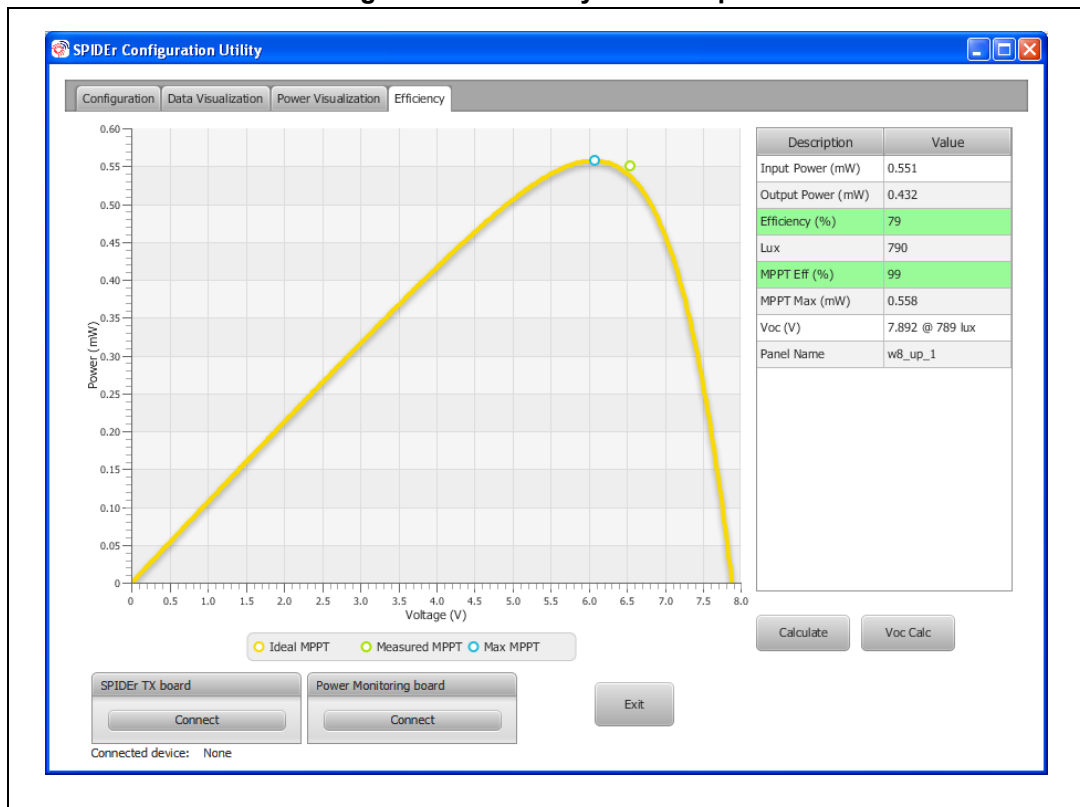 SPIDEr Configuration Utility
Configuration Data Visualization Power Visualization Efficiency
0.60
0.55
0.50
0.45
0.40
0.35
0.30
0.25
0.20
0.15
0.10
0.05
0
Power (mW)
0 0.5 1.0 1.5 2.0 2.5 3.0 3.5 4.0 4.5 5.0 5.5 6.0 6.5 7.0 7.5 8.0
Voltage (V)
Ideal MPPT Measured MPPT Max MPPT
Description Value
Input Power (mW) 0.551
Output Power (mW) 0.432
Efficiency (%) 79
Lux 790
MPPT Eff (%) 99
MPPT Max (mW) 0.558
Voc (V) 7.892 @ 789 lux
Panel Name w8_up_1
Calculate Voc Calc
SPIDEr TX board Power Monitoring board
Connect Connect
Exit
Connected device: None